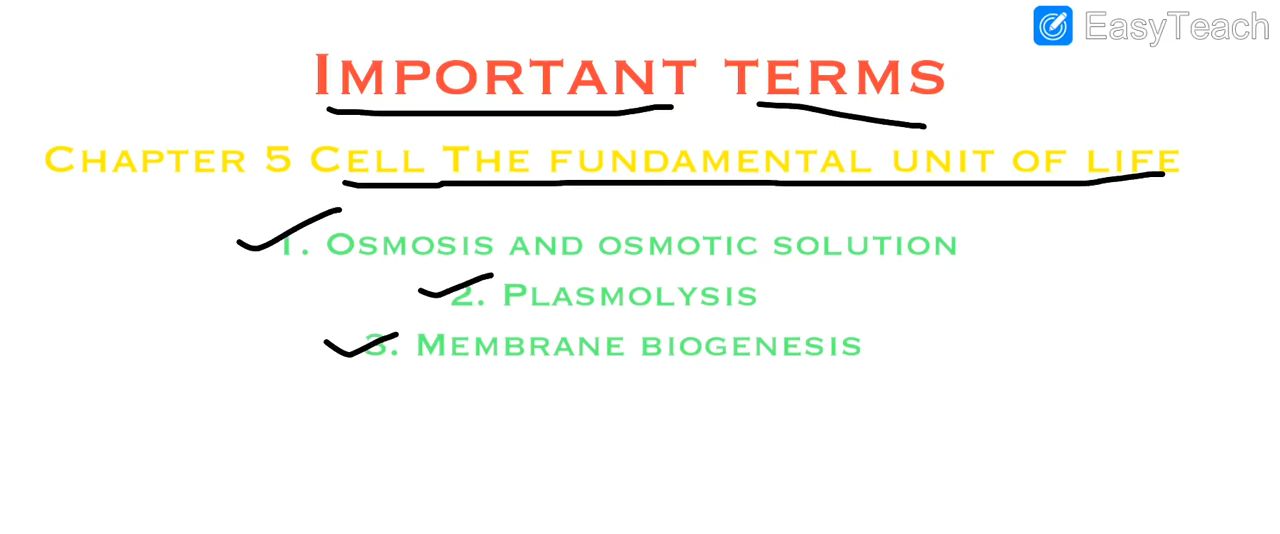 EasyTeach
Important terms
Chapter 5 Cell The fundamental unit of life
1. Osmosis and osmotic solution
2. Plasmolysis
3. Membrane biogenesis